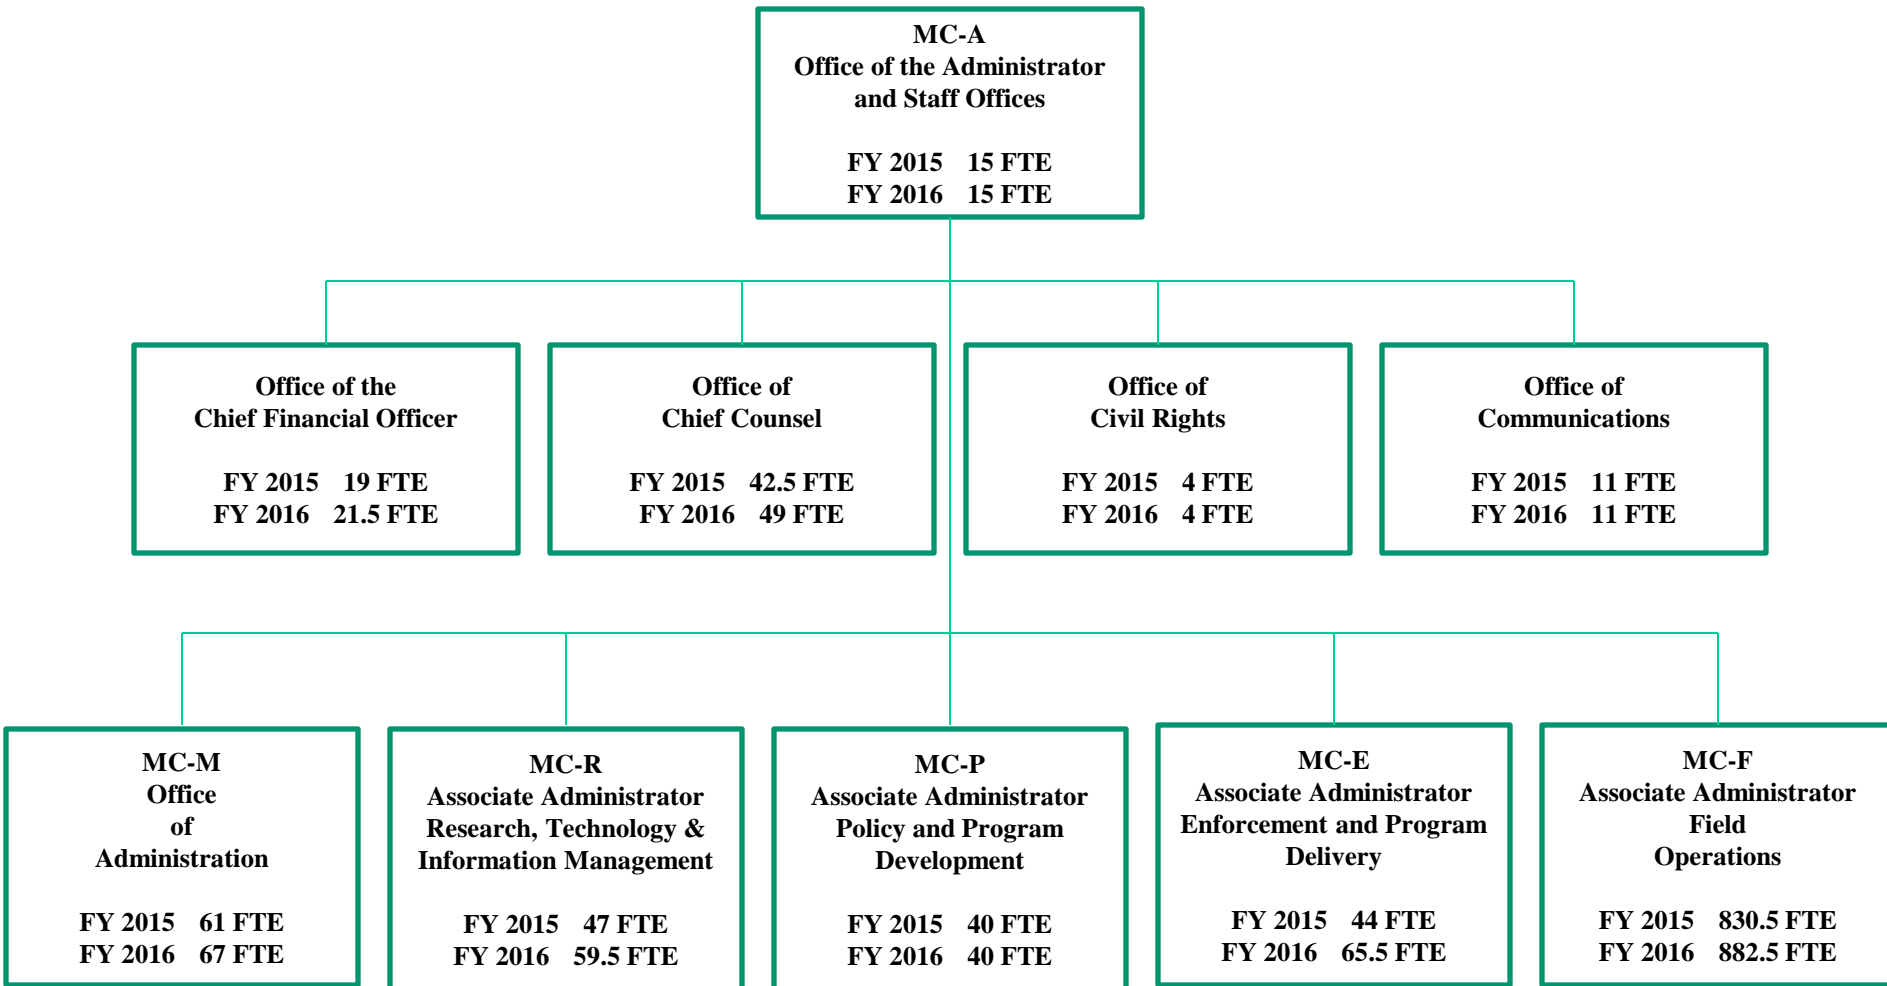 MC-A
Office of the Administrator
and Staff Offices
FY 2015 15 FTE
FY 2016 15 FTE
Office of the
Chief Financial Officer
FY 2015 19 FTE
FY 2016 21.5 FTE
Office of
Chief Counsel
FY 2015 42.5 FTE
FY 2016 49 FTE
Office of
Civil Rights
FY 2015 4 FTE
FY 2016 4 FTE
Office of
Communications
FY 2015 11 FTE
FY 2016 11 FTE
MC-M
Office
of
Administration
FY 2015 61 FTE
FY 2016 67 FTE
MC-R
Associate Administrator
Research, Technology &
Information Management
FY 2015 47 FTE
FY 2016 59.5 FTE
MC-P
Associate Administrator
Policy and Program
Development
FY 2015 40 FTE
FY 2016 40 FTE
MC-E
Associate Administrator
Enforcement and Program
Delivery
FY 2015 44 FTE
FY 2016 65.5 FTE
MC-F
Associate Administrator
Field
Operations
FY 2015 830.5 FTE
FY 2016 882.5 FTE